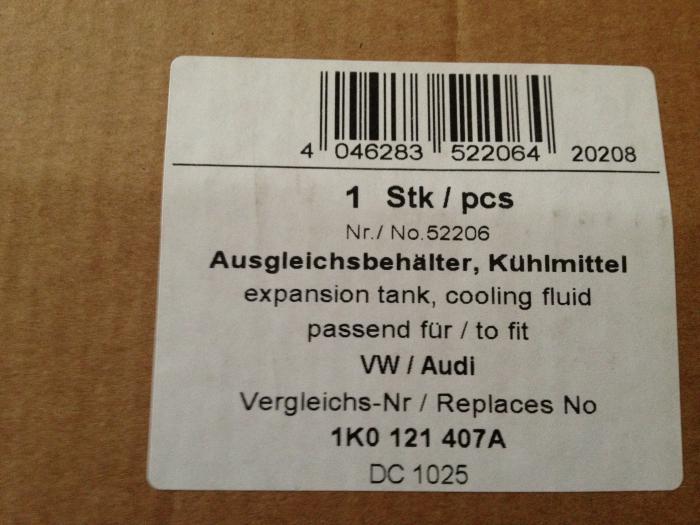 4 046283 522064 20208
1 Stk / pcs
Nr./ No.52206
Ausgleichsbehälter, Kühlmittel
expansion tank, cooling fluid
passend für / to fit
VW / Audi
Vergleichs-Nr / Replaces No
1K0 121 407A
DC 1025